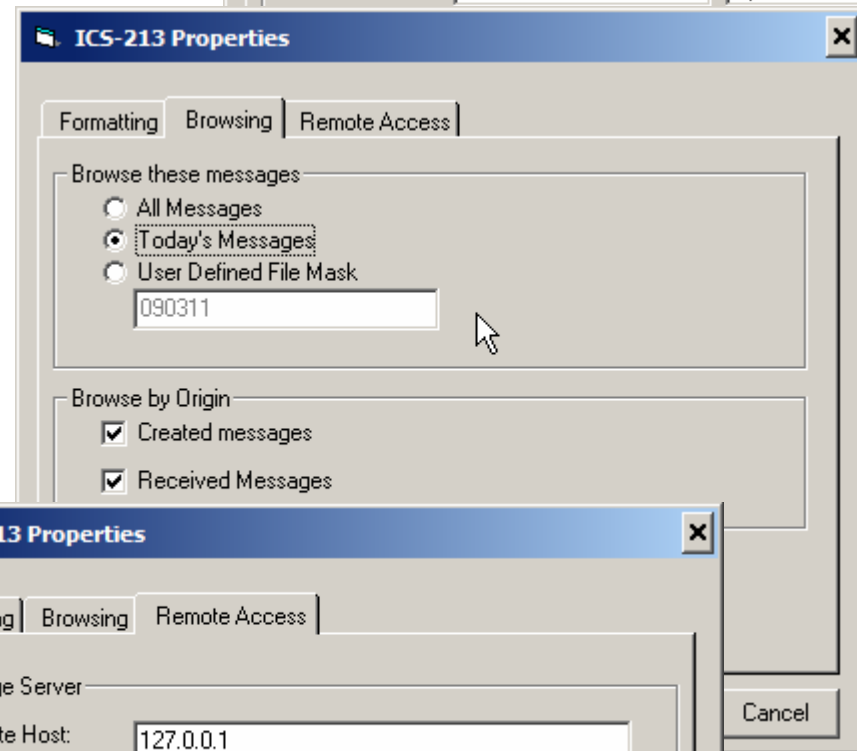 ICS-213 Properties
Formatting Browsing Remote Access
Browse these messages
All Messages
Today's Messages
User Defined File Mask
090311
Browse by Origin
Created messages
Received Messages
Cancel
13 Properties
Browsing Remote Access
Server
Host:
127.0.0.1